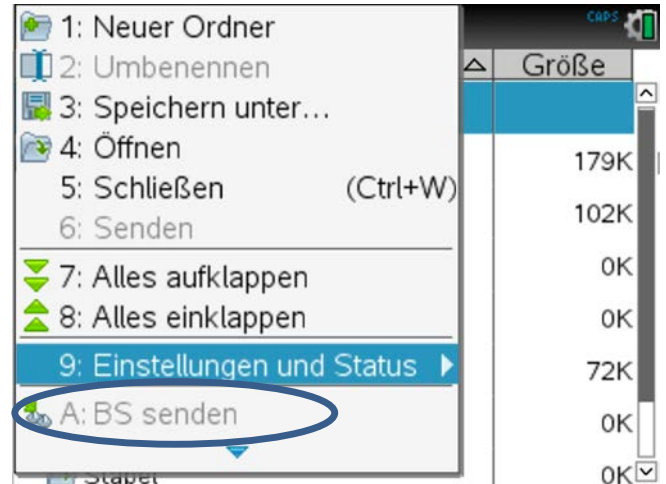 CAPS
1: Neuer Ordner
2: Umbenennen
Größe
3: Speichern unter...
4: Öffnen
179K
5: Schließen (Ctrl+W)
102K
6: Senden
7: Alles aufklappen
0K
8: Alles einklappen
0K
9: Einstellungen und Status
72K
A: BS senden
0K
Stapel
0K